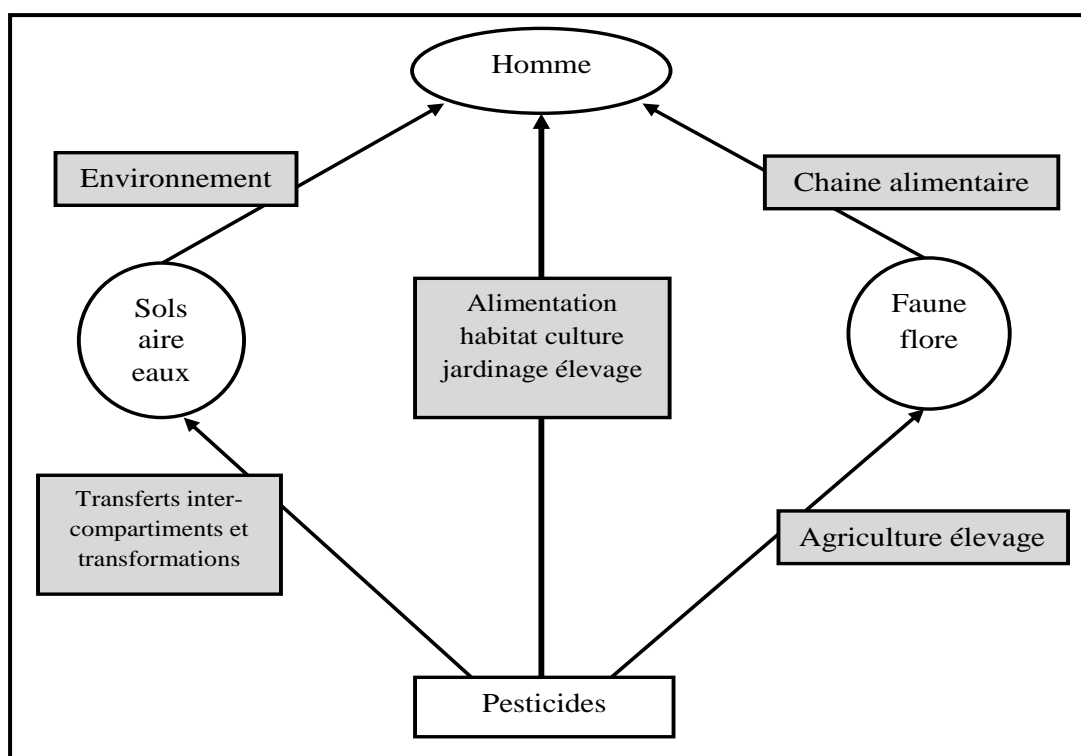 Homme
Environnement
Chaine alimentaire
Sols
aire
eaux
Alimentation
habitat culture
jardinage élevage
Faune
flore
Transferts inter-
compartiments et
transformations
Agriculture élevage
Pesticides